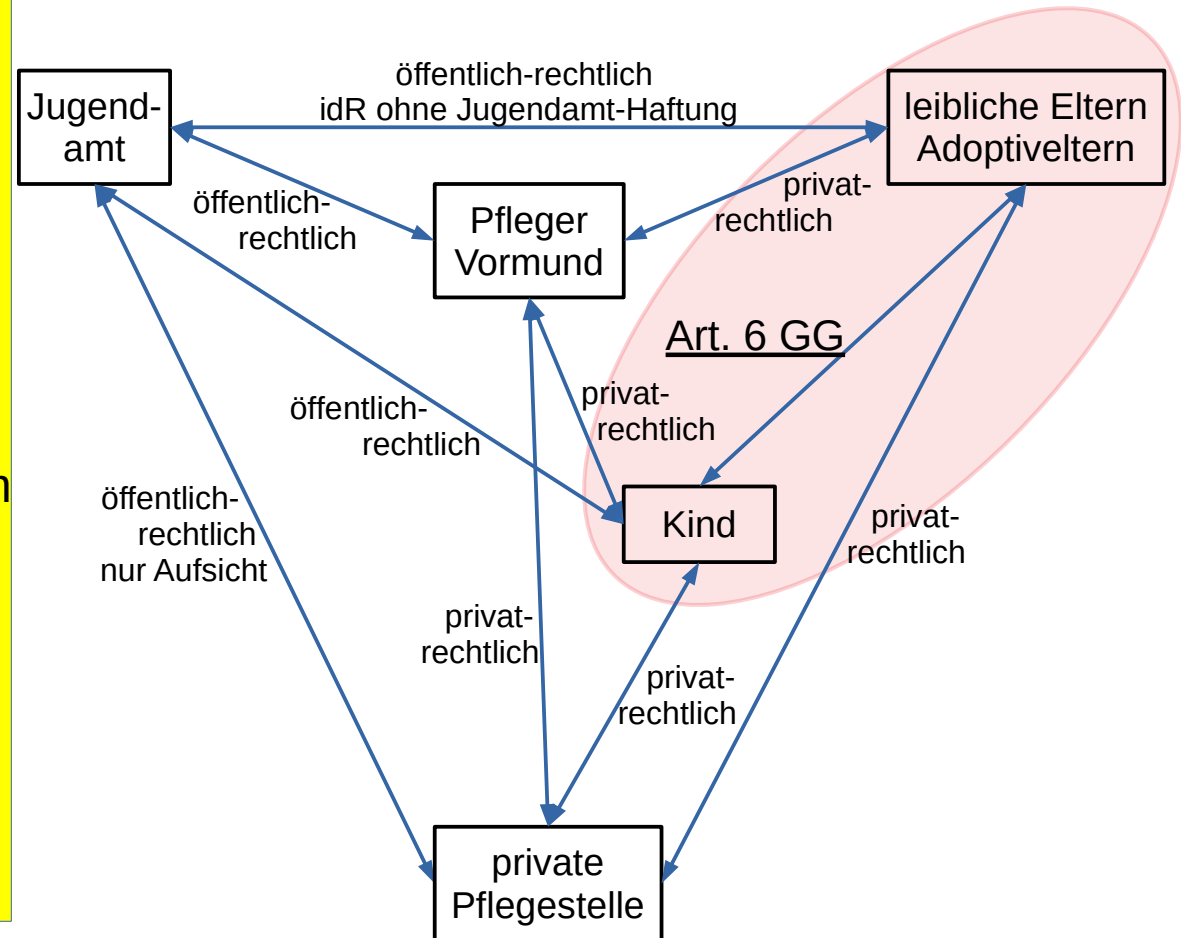 öffentlich-rechtlich
idR ohne Jugendamt-Haftung
Jugend-
amt
leibliche Eltern
Adoptiveltern
öffentlich-
rechtlich
Pfleger
Vormund
privat-
rechtlich
Art. 6 GG
öffentlich-
rechtlich
privat-
rechtlich
öffentlich-
rechtlich
nur Aufsicht
Kind
privat-
rechtlich
privat-
rechtlich
privat-
rechtlich
private
Pflegestelle